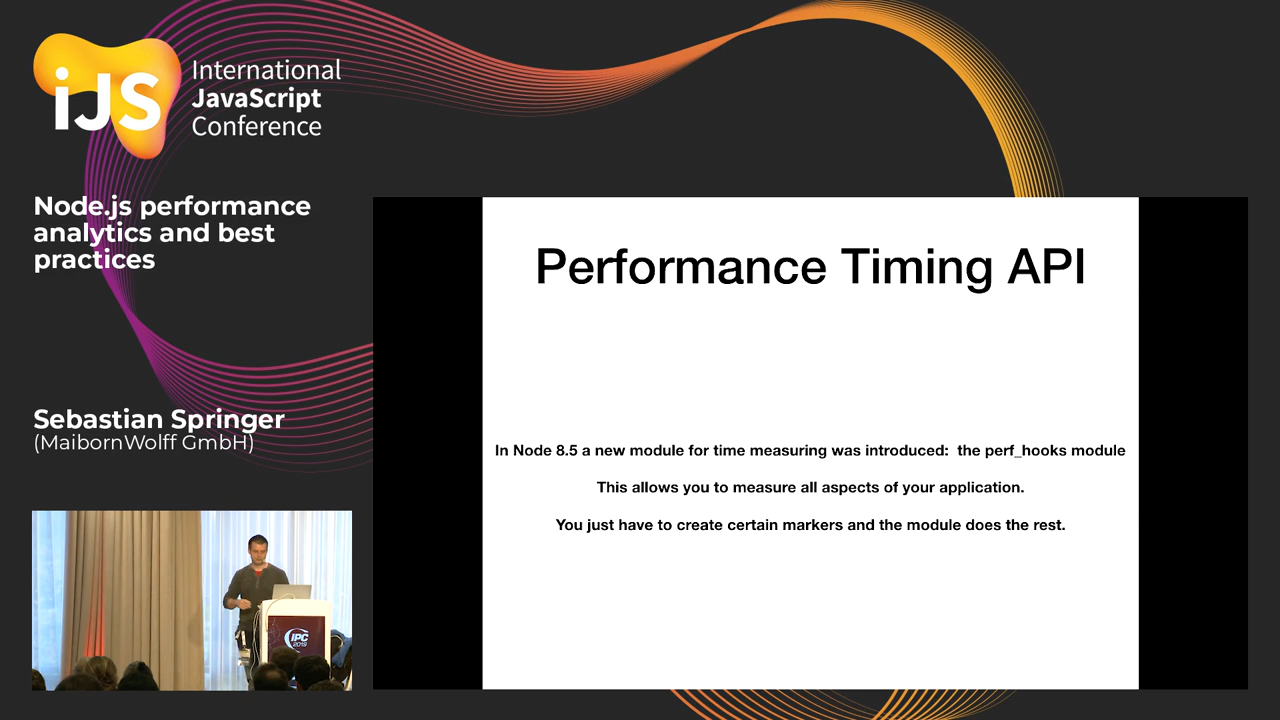 iJS
International
JavaScript
Conference
Node.js performance
analytics and best
practices
Performance Timing API
In Node 8.5 a new module for time measuring was introduced:  the perf_hooks module
This allows you to measure all aspects of your application.
You just have to create certain markers and the module does the rest.
Sebastian Springer
(MaibornWolff GmbH)
IPC
2019